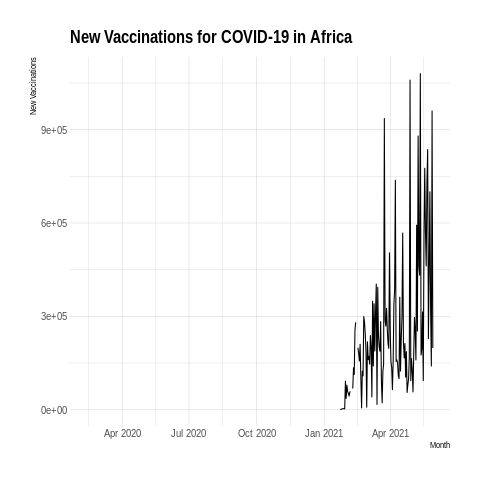 New Vaccinations for COVID-19 in Africa
New Vaccinations
9e+05
6e+05
3e+05
0e+00
Apr 2020 Jul 2020 Oct 2020 Jan 2021 Apr 2021
Month